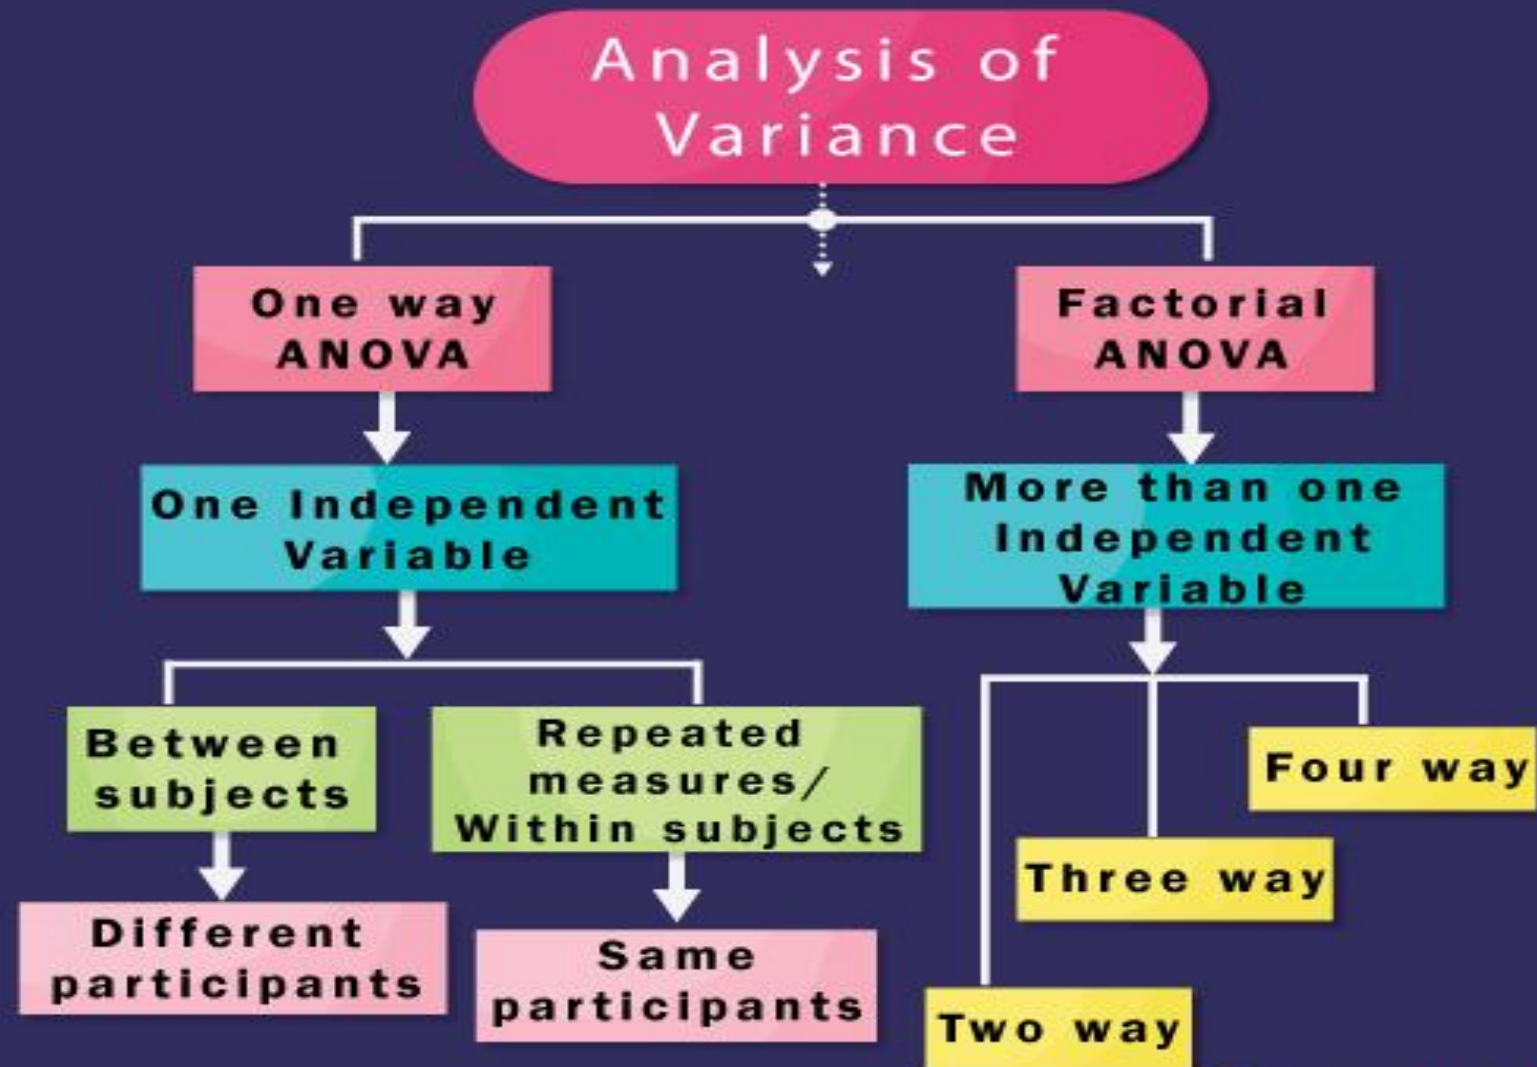 Analysis of
Variance
One way
ANOVA
Factorial
ANOVA
One Independent
Variable
More than one
Independent
Variable
Between
subjects
Repeated
measures/
Within subjects
Four way
Three way
Different
participants
Same
participants
Two way